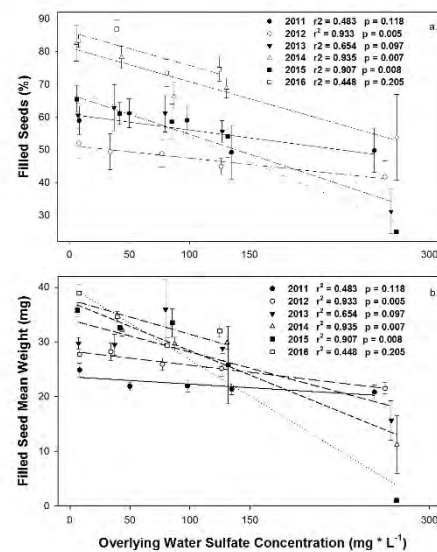 a.
2011 r2 = 0.483 p = 0.118
2012 r² = 0.933 p = 0.005
2013 r² = 0.654 p = 0.097
2014 r² = 0.935 p = 0.007
2015 r² = 0.907 p = 0.008
2016 r² = 0.448 p = 0.205
90
80
70
60
50
40
30
Filled Seeds (%)
b.
2011 r² = 0.483 p = 0.118
2012 r² = 0.933 p = 0.005
2013 r² = 0.654 p = 0.097
2014 r² = 0.935 p = 0.007
2015 r² = 0.907 p = 0.008
2016 r² = 0.448 p = 0.205
40
30
20
10
0
Filled Seed Mean Weight (mg)
0 50 100 150 300
Overlying Water Sulfate Concentration (mg * L⁻¹)